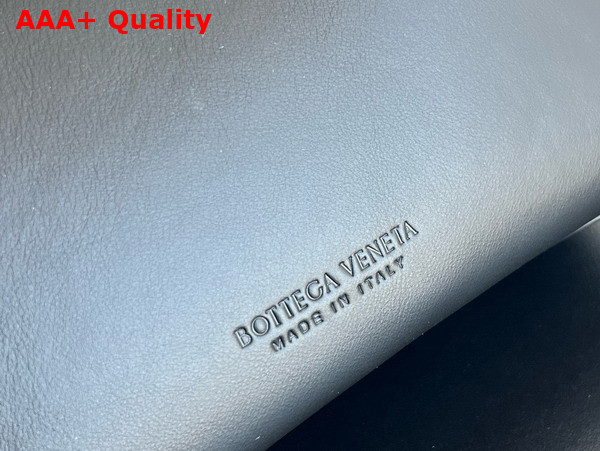 AAA+ Quality
BOTTEGA VENETA
MADE IN ITALY